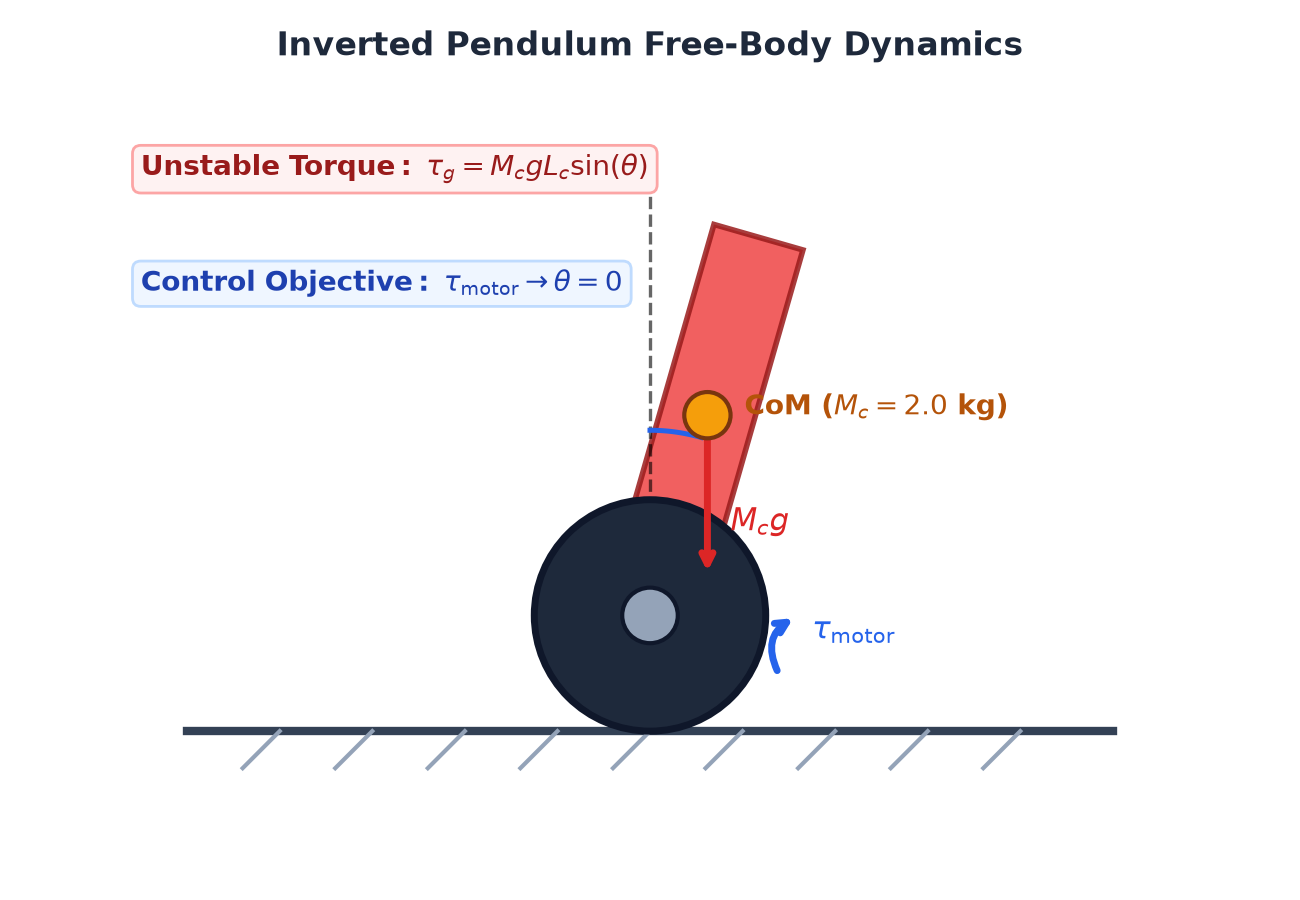 Inverted Pendulum Free-Body Dynamics
Unstable Torque: τ_g = M_c g L_c sin(θ)
Control Objective: τ_motor → θ = 0
CoM (M_c = 2.0 kg)
M_c g
τ_motor